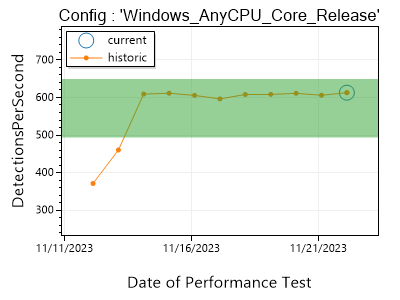 Config : 'Windows_AnyCPU_Core_Release'
current
historic
700
600
500
400
300
DetectionsPerSecond
11/11/2023
11/16/2023
11/21/2023
Date of Performance Test